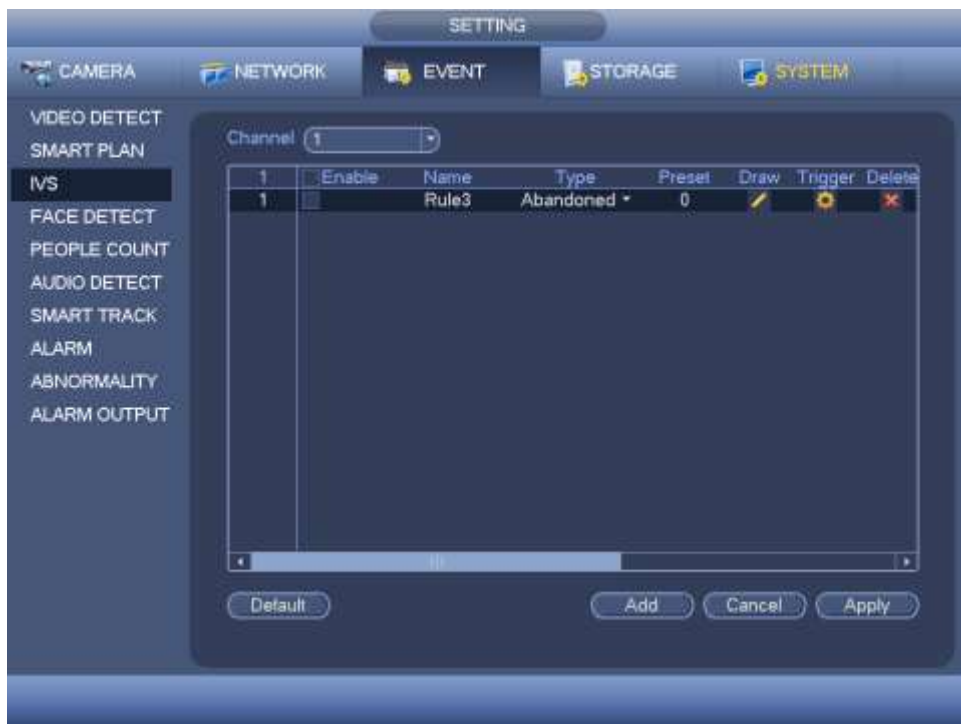 SETTING
CAMERA NETWORK EVENT STORAGE SYSTEM
VIDEO DETECT
SMART PLAN
IVS
FACE DETECT
PEOPLE COUNT
AUDIO DETECT
SMART TRACK
ALARM
ABNORMALITY
ALARM OUTPUT
Channel 1
1 Enable Name Type Preset Draw Trigger Delete
1 Rule3 Abandoned 0
Default Add Cancel Apply